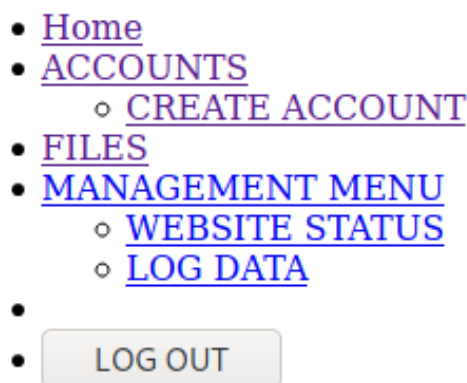 Home
ACCOUNTS
CREATE ACCOUNT
FILES
MANAGEMENT MENU
WEBSITE STATUS
LOG DATA
LOG OUT